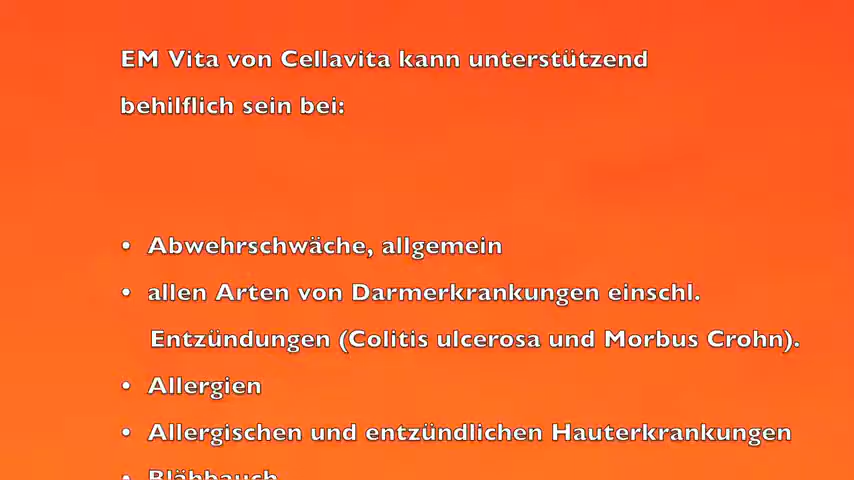 EM Vita von Cellavita kann unterstützend
behilflich sein bei:
• Abwehrschwäche, allgemein
• allen Arten von Darmerkrankungen einschl.
Entzündungen (Colitis ulcerosa und Morbus Crohn).
• Allergien
• Allergischen und entzündlichen Hauterkrankungen
• Blähbauch